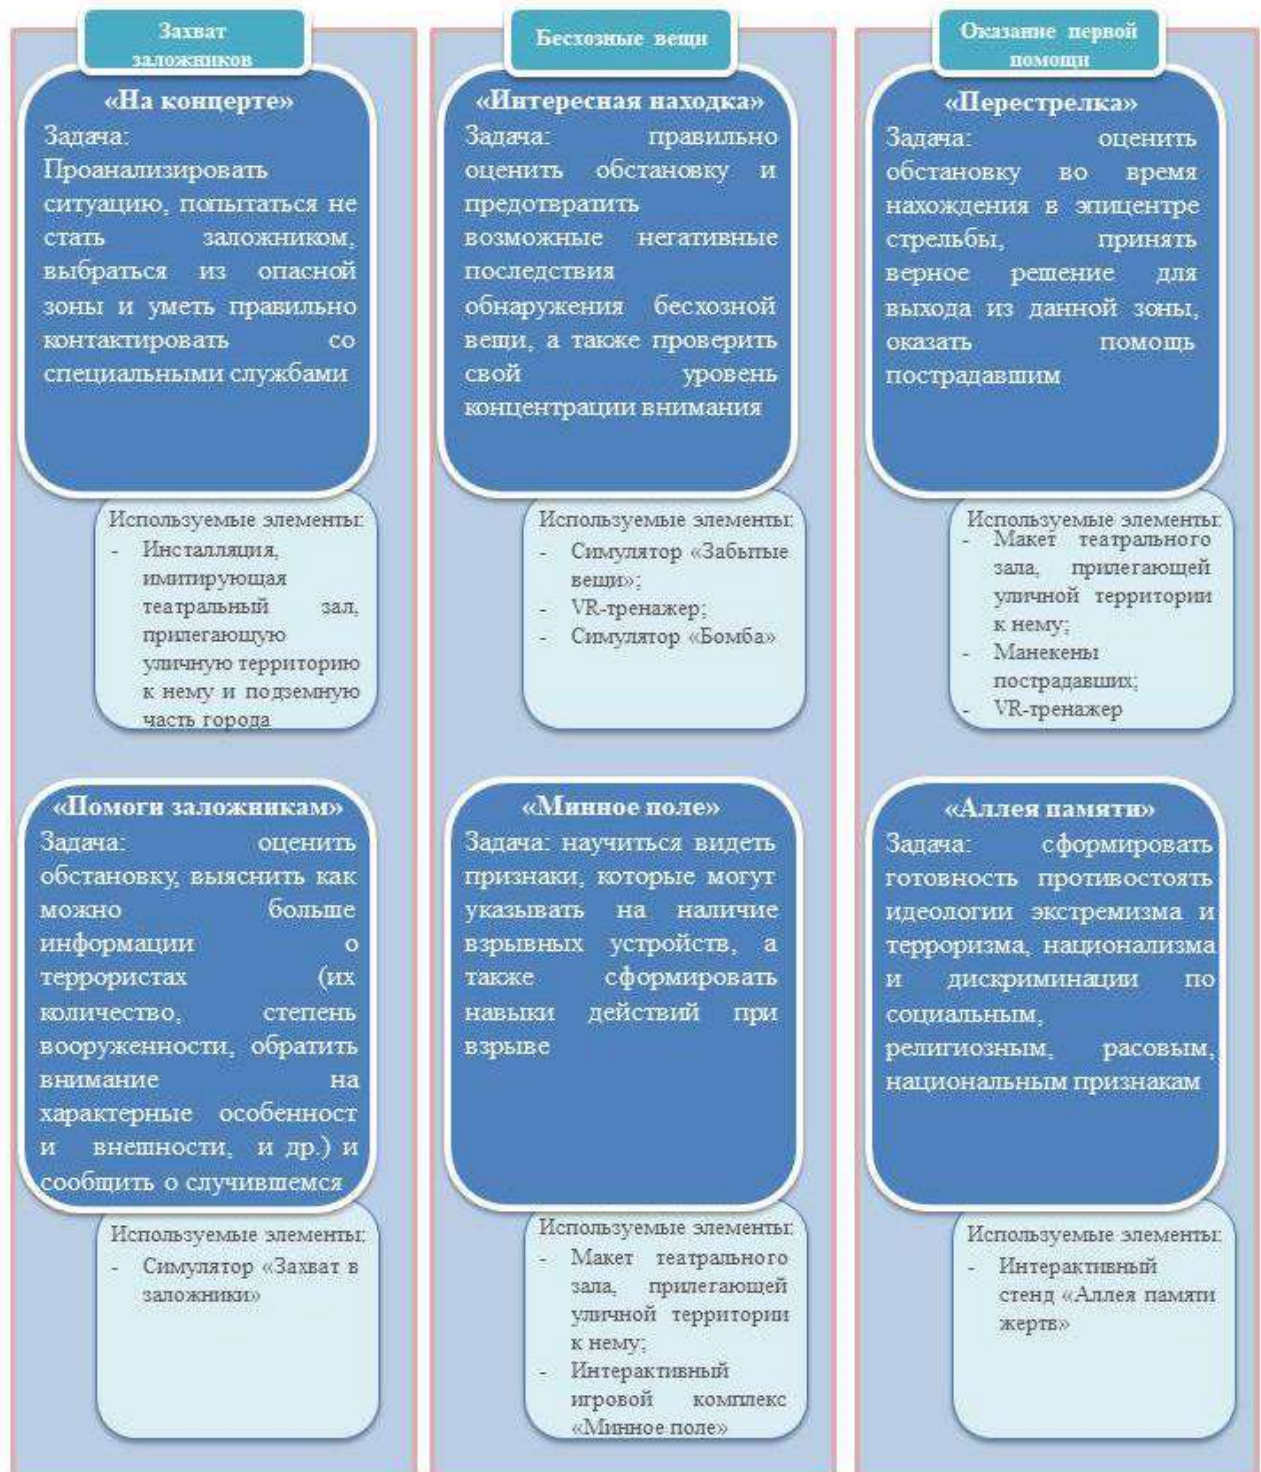 Захват
заложников
«На концерте»
Задача:
Проанализировать
ситуацию, попытаться не
стать заложником,
выбраться из опасной
зоны и уметь правильно
контактировать со
специальными службами
Используемые элементы:
- Инсталляция,
имитирующая
театральный зал,
прилегающую
уличную территорию
к нему и подземную
часть города
«Помоги заложникам»
Задача: оценить
обстановку, выяснить как
можно больше
информации о
террористах (их
количество, степень
вооруженности, обратить
внимание на
характерные особенност
и внешности, и др.) и
сообщить о случившемся
Используемые элементы:
- Симулятор «Захват в
заложники»
Бесхозные вещи
«Интересная находка»
Задача: правильно
оценить обстановку и
предотвратить
возможные негативные
последствия
обнаружения бесхозной
вещи, а также проверить
свой уровень
концентрации внимания
Используемые элементы:
- Симулятор «Забытые
вещи»;
- VR-тренажер;
- Симулятор «Бомба»
«Минное поле»
Задача: научиться видеть
признаки, которые могут
указывать на наличие
взрывных устройств, а
также сформировать
навыки действий при
взрыве
Используемые элементы:
- Макет театрального
зала, прилегающей
уличной территории
к нему;
- Интерактивный
игровой комплекс
«Минное поле»
Оказание первой
помощи
«Перестрелка»
Задача: оценить
обстановку во время
нахождения в эпицентре
стрельбы, принять
верное решение для
выхода из данной зоны,
оказать помощь
пострадавшим
Используемые элементы:
- Макет театрального
зала, прилегающей
уличной территории
к нему;
- Манекены
пострадавших;
- VR-тренажер
«Аллея памяти»
Задача: сформировать
готовность противостоять
идеологии экстремизма и
терроризма, национализма
и дискриминации по
социальным,
религиозным, расовым,
национальным признакам
Используемые элементы:
- Интерактивный
стенд «Аллея памяти
жертв»